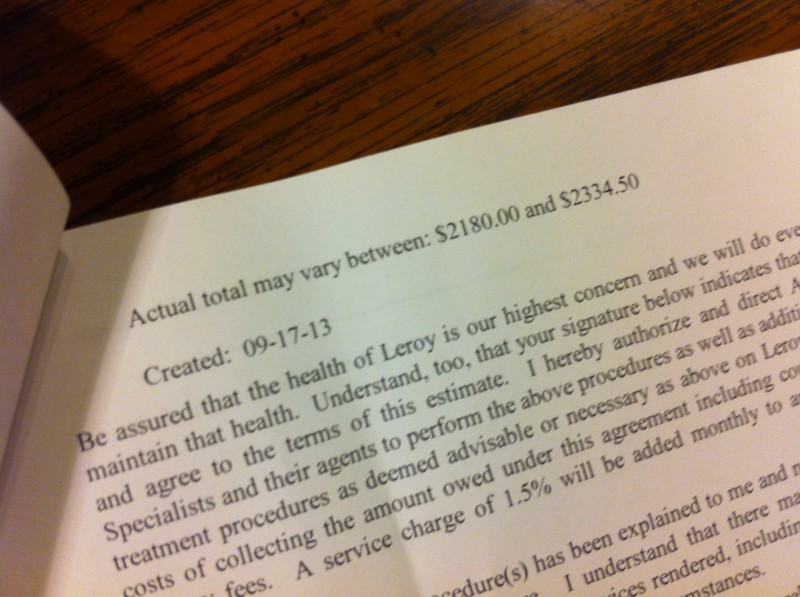 Actual total may vary between: $2180.00 and $2334.50
Created: 09-17-13
Be assured that the health of Leroy is our highest concern and we will do
maintain that health. Understand, too, that your signature below indicates
and agree to the terms of this estimate. I hereby authorize and direct
Specialists and their agents to perform the above procedures as well as
treatment procedures as deemed advisable or necessary as above on
costs of collecting the amount owed under this agreement including
fees. A service charge of 1.5% will be added monthly to
has been explained to me and
I understand that there
rendered,